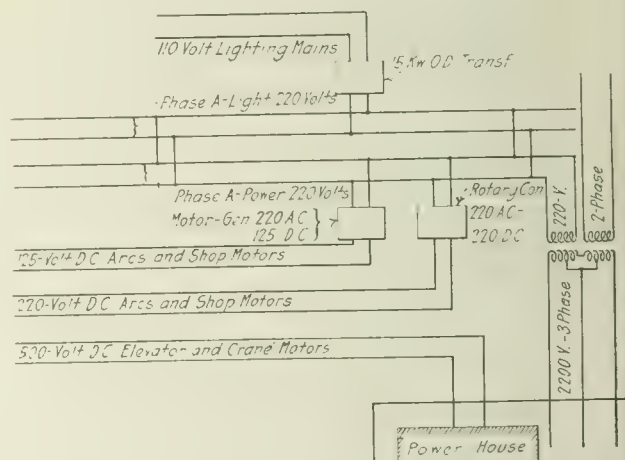 110 Volt Lighting Mains
15 Kw OD Transf
Phase A-Light 220 Volts
Phase A-Power 220 Volts
Motor-Gen 220 AC
125 DC
Rotary Con
220 AC-
220 DC
220-V.
2-Phase
125-Volt DC Arcs and Shop Motors
220-Volt DC Arcs and Shop Motors
2200 V.-3 Phase
500-Volt DC Elevator and Crane Motors
Power House